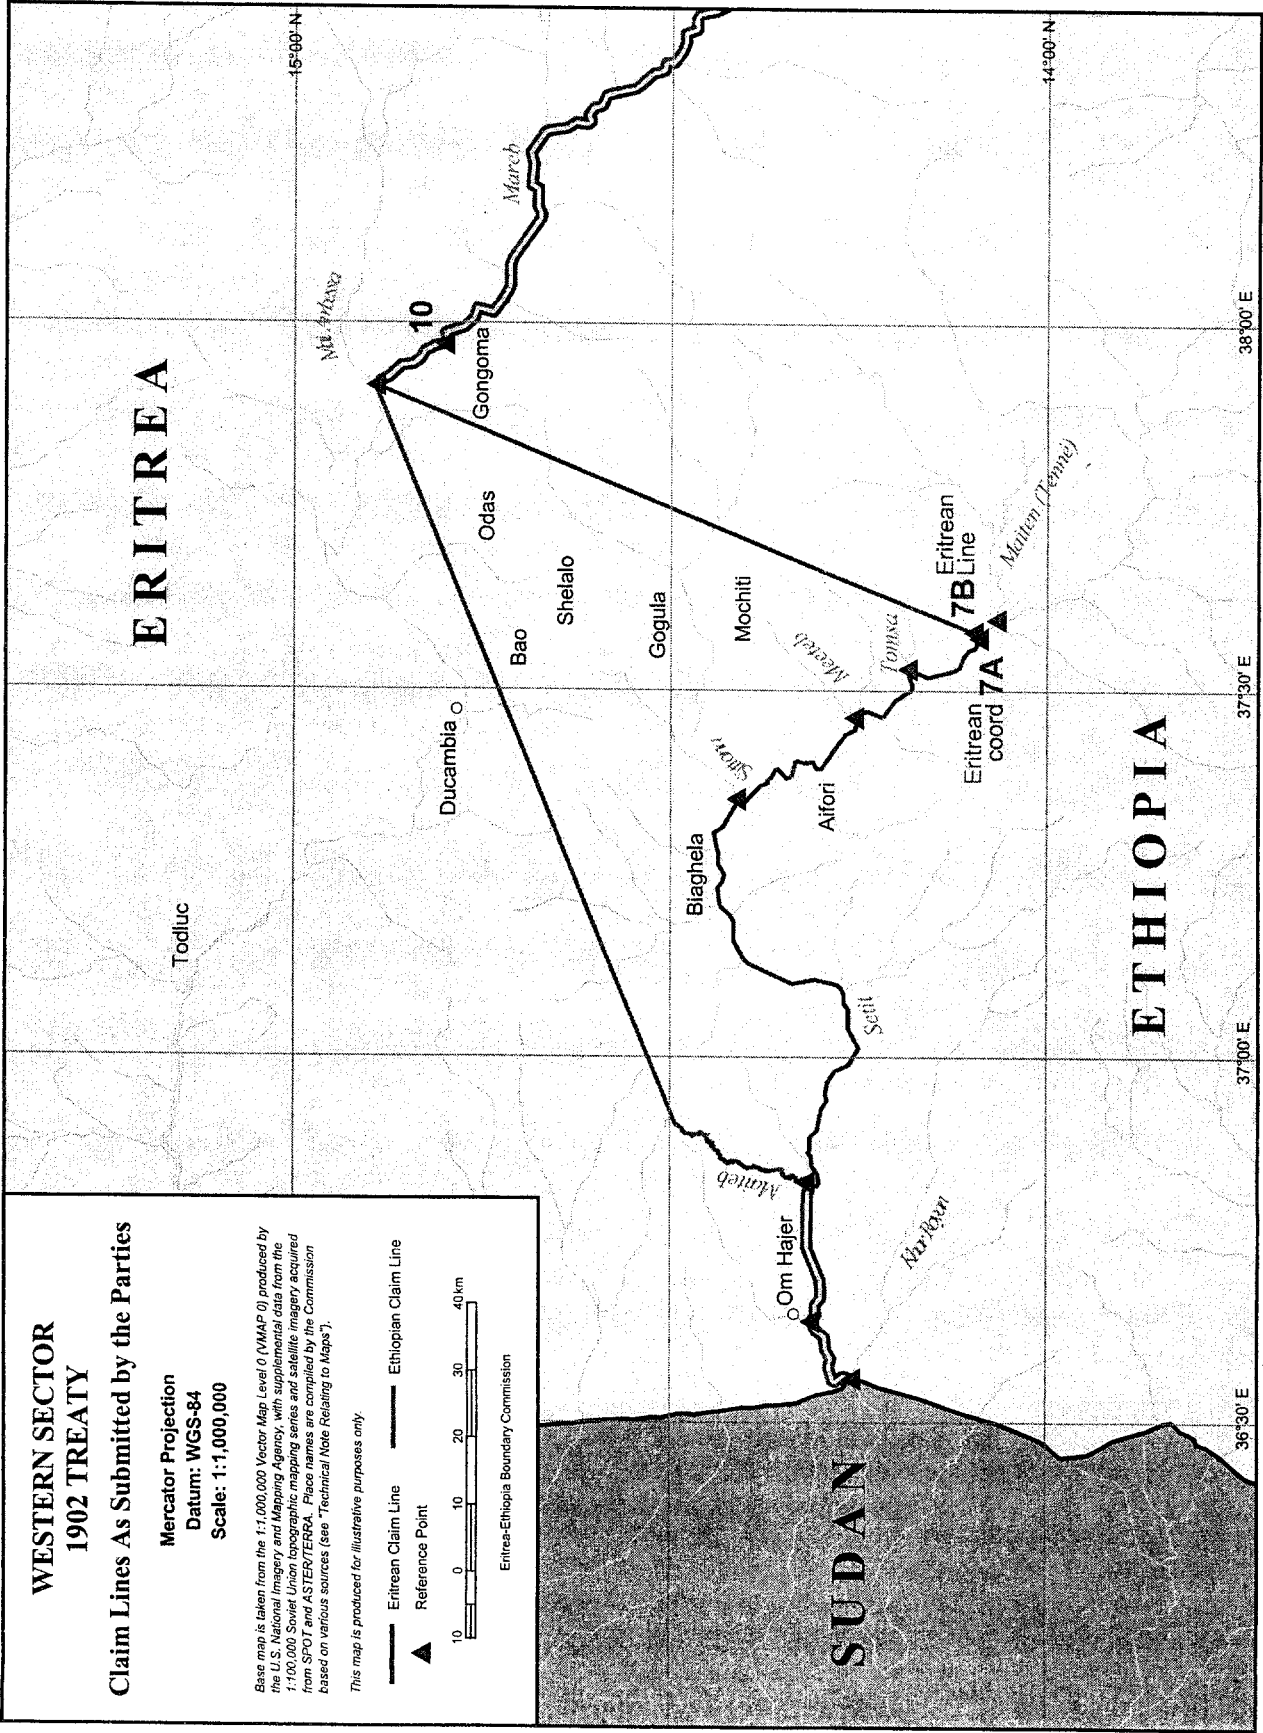 WESTERN SECTOR
1902 TREATY
Claim Lines As Submitted by the Parties
Mercator Projection
Datum: WGS-84
Scale: 1:1,000,000
Base map is taken from the 1:1,000,000 Vector Map Level 0 (VMAP 0) produced by
the U.S. National Imagery and Mapping Agency, with supplemental data from the
1:100,000 Soviet Union topographic mapping series and satellite imagery acquired
from SPOT and ASTER/TERRA. Place names are compiled by the Commission
based on various sources (see "Technical Note Relating to Maps").
This map is produced for illustrative purposes only.
Eritrean Claim Line
Ethiopian Claim Line
Reference Point
10 0 10 20 30 40km
Eritrea-Ethiopia Boundary Commission
ERITREA
15°00' N
Todluc
Mai Ambessa
10
Gongoma
Mareb
Ducambia
Odas
Bao
Shelalo
Gogula
Mochiti
Biaghela
Sittona
Meeteb
Tomsa
Aifori
Eritrean
7B Line
Eritrean
coord 7A
Maiten (Tenne)
Maiteb
Om Hajer
Setit
Khor Royan
14°00' N
SUDAN
ETHIOPIA
36°30' E
37°00' E
37°30' E
38°00' E